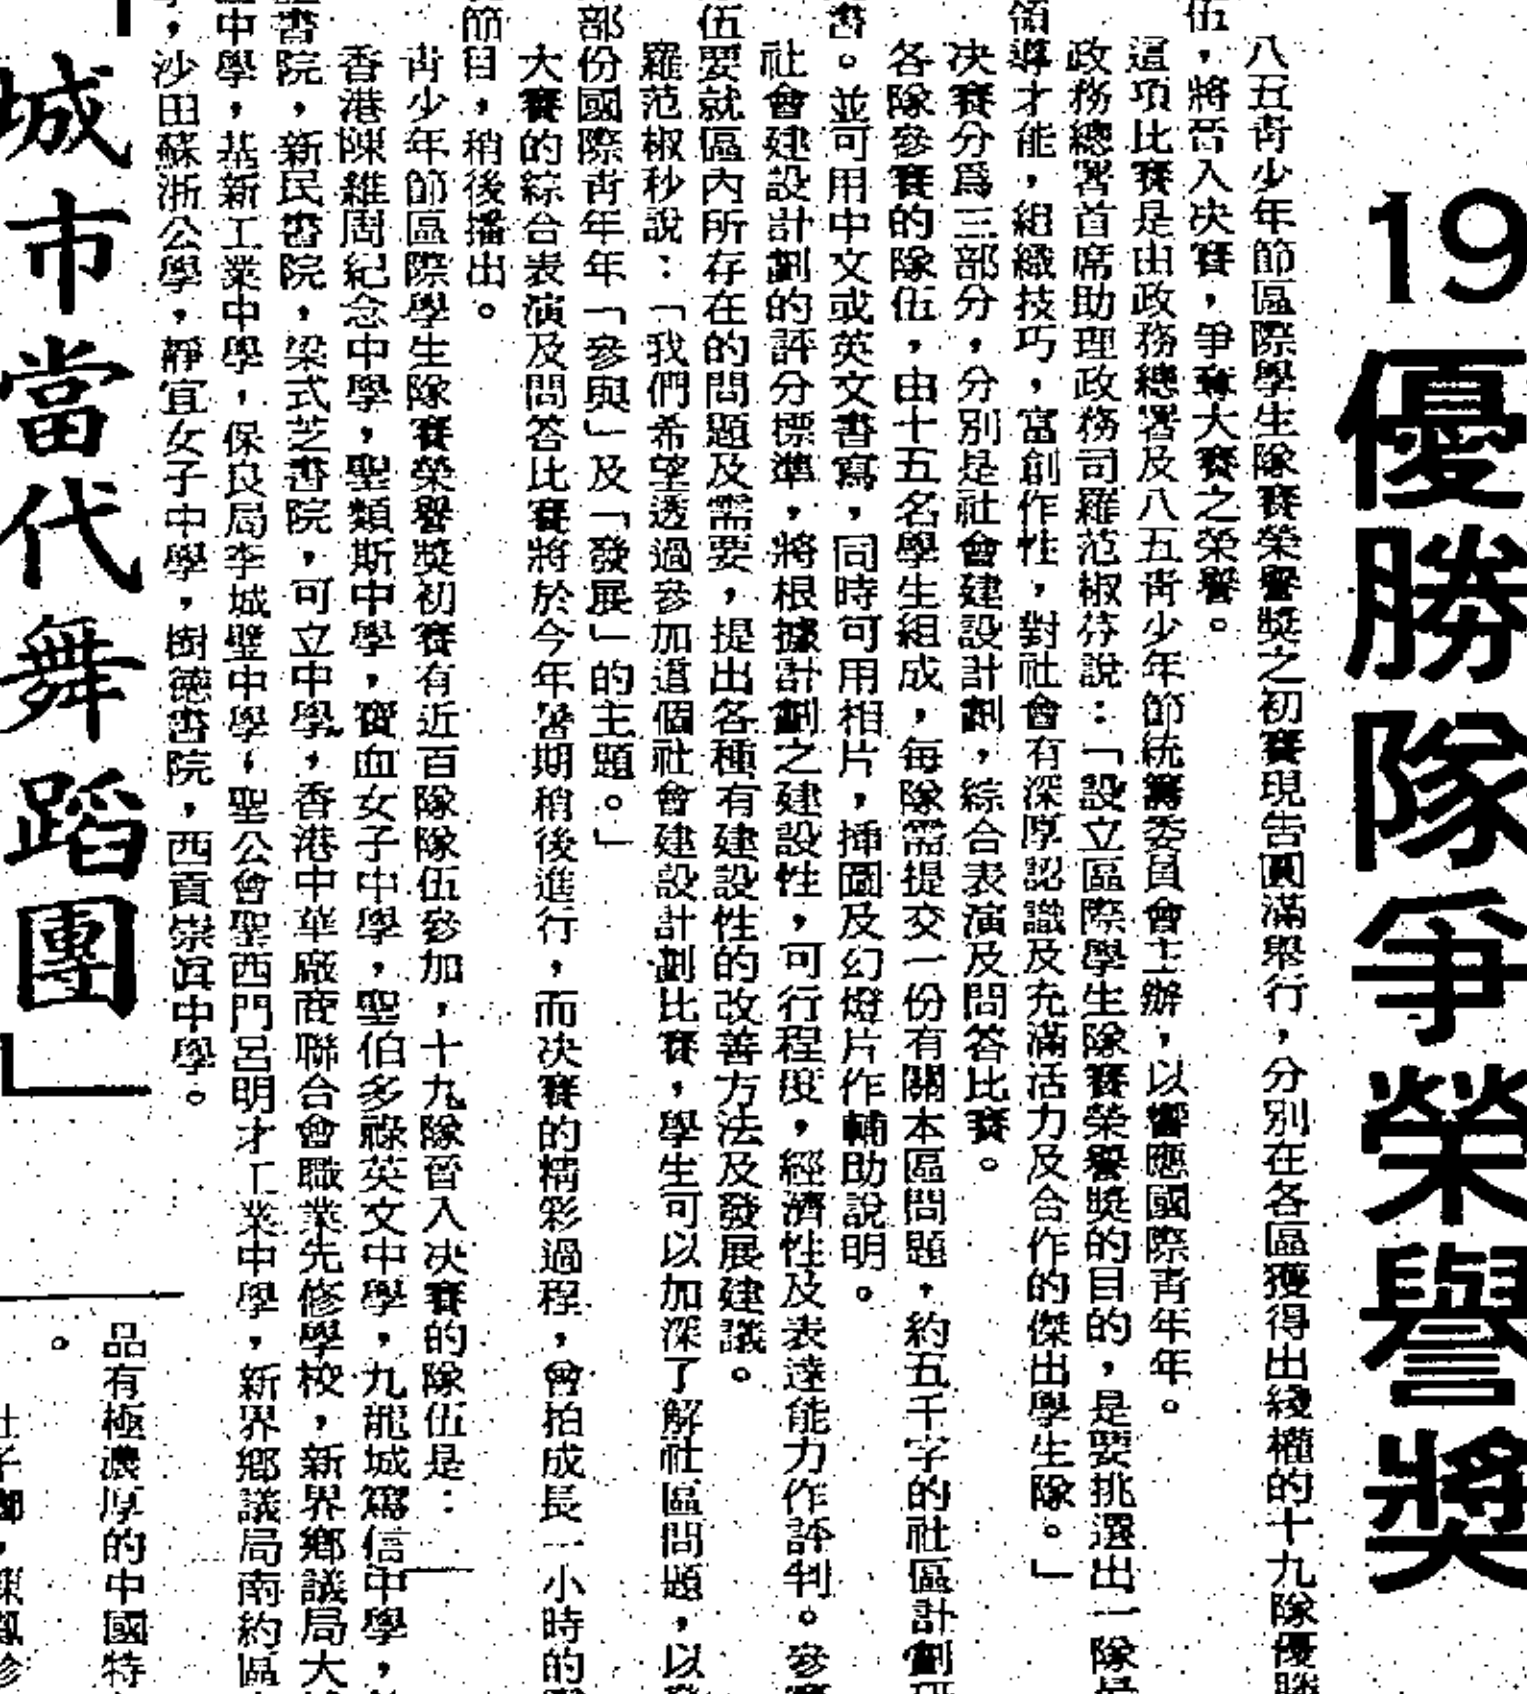 19優勝隊爭榮譽獎
八五靑少年節區際學生隊賽榮譽獎之初賽現吿圓滿舉行，分別在各區獲得出綫權的十九隊優勝
伍，將晉入决賽，爭奪大賽之榮譽。
這項比賽是由政務總署及八五靑少年節統籌委員會主辦，以響應國際靑年年。
政務總署首席助理政務司羅范椒芬說：「設立區際學生隊賽榮譽獎的目的，是要挑選出一隊
領導才能，組織技巧，富創作性，對社會有深厚認識及充滿活力及合作的傑出學生隊。」
决賽分爲三部分，分別是社會建設計劃，綜合表演及問答比賽。
各隊參賽的隊伍，由十五名學生組成，每隊需提交一份有關本區問題，約五千字的社區計劃研
書。並可用中文或英文書寫，同時可用相片，揷圖及幻燈片作輔助說明。
社會建設計劃的評分標準，將根據計劃之建設性，可行程度，經濟性及表達能力作評判。參賽
伍要就區內所存在的問題及需要，提出各種有建設性的改善方法及發展建議。
羅范椒秒說：「我們希望透過參加這個社會建設計劃比賽，學生可以加深了解社區問題，以
部份國際靑年年「參與」及「發展」的主題。」
大賽的綜合表演及問答比賽將於今年暑期稍後進行，而决賽的精彩過程，會拍成長一小時的
節目，稍後播出。
靑少年節區際學生隊賽榮譽獎初賽有近百隊隊伍參加，十九隊晉入决賽的隊伍是：
香港陳維周紀念中學，聖類斯中學，寶血女子中學，聖伯多祿英文中學，九龍城篤信中學，
書院，新民書院，梁式芝書院，可立中學，香港中華廠商聯合會職業先修學校，新界鄉議局大
中學，基新工業中學，保良局李城璧中學，聖公會聖西門呂明才工業中學，新界鄉議局南約區
，沙田蘇浙公學，靜宜女子中學，樹德書院，西貢崇眞中學。
城市當代舞蹈團」
品有極濃厚的中國特
。